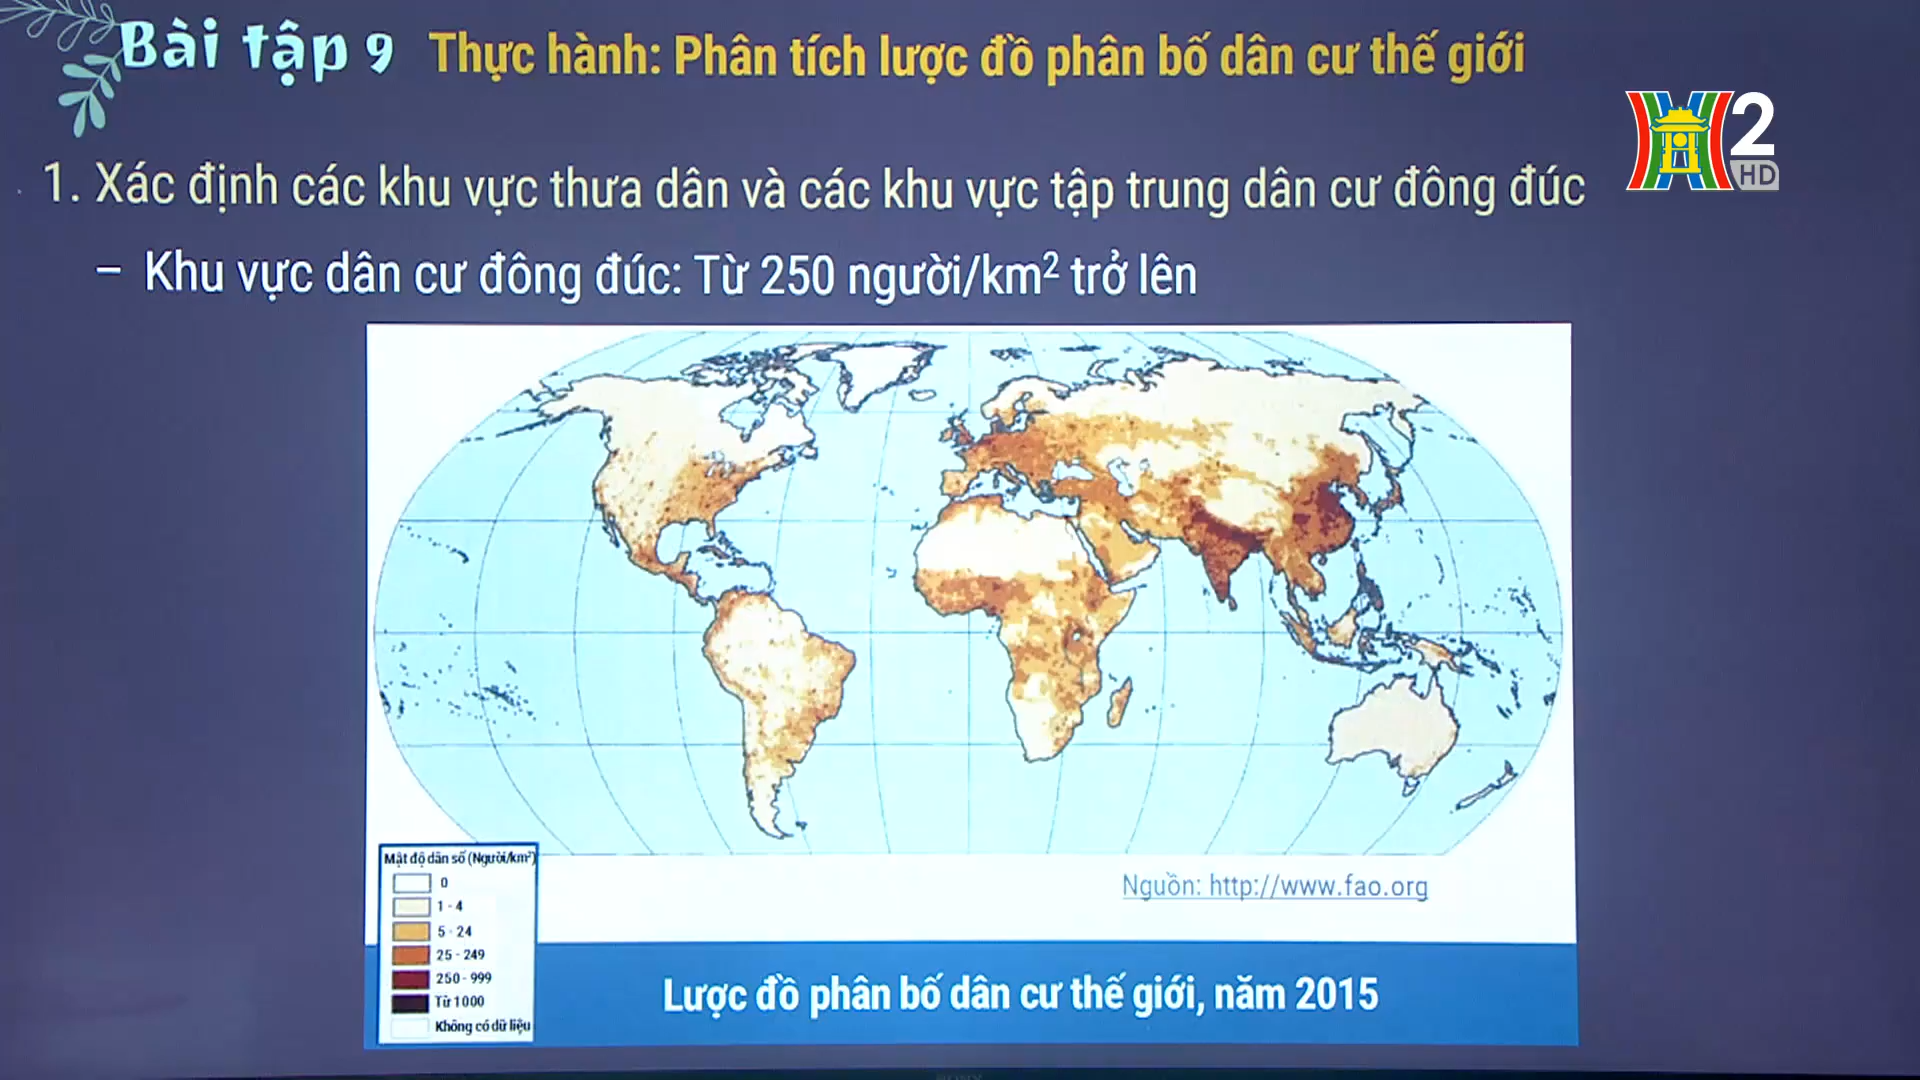 Bài tập 9 Thực hành: Phân tích lược đồ phân bố dân cư thế giới
2
HD
1. Xác định các khu vực thưa dân và các khu vực tập trung dân cư đông đúc
– Khu vực dân cư đông đúc: Từ 250 người/km² trở lên
Mật độ dân số (Người/km²)
0
1 - 4
5 - 24
25 - 249
250 - 999
Từ 1000
Không có dữ liệu
Nguồn: http://www.fao.org
Lược đồ phân bố dân cư thế giới, năm 2015